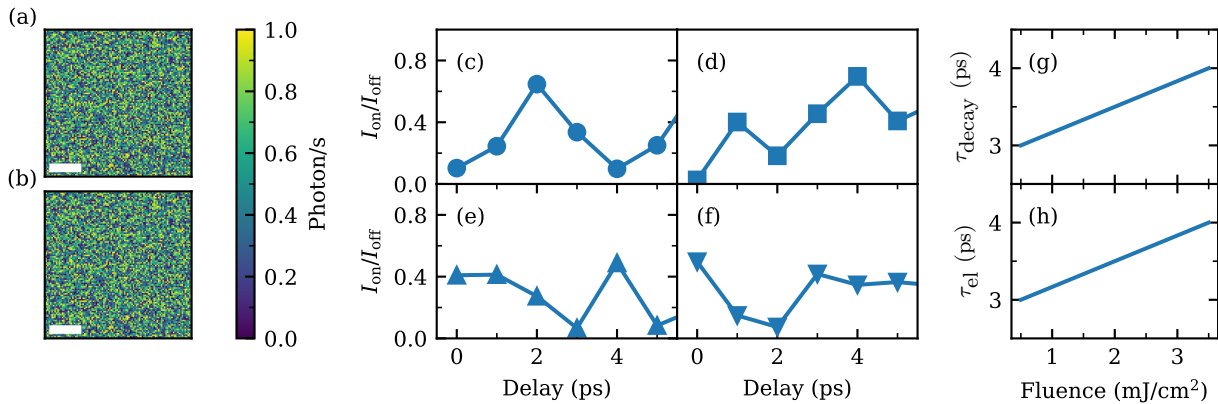 (a)
(b)
1.0
0.8
0.6
0.4
0.2
0.0
Photon/s
I_on/I_off
0.8
0.4
0.0
(c)
(d)
I_on/I_off
0.8
0.4
0.0
(e)
(f)
0 2 4
Delay (ps)
0 2 4
Delay (ps)
τ_decay (ps)
4
3
(g)
τ_el (ps)
4
3
(h)
1 2 3
Fluence (mJ/cm²)